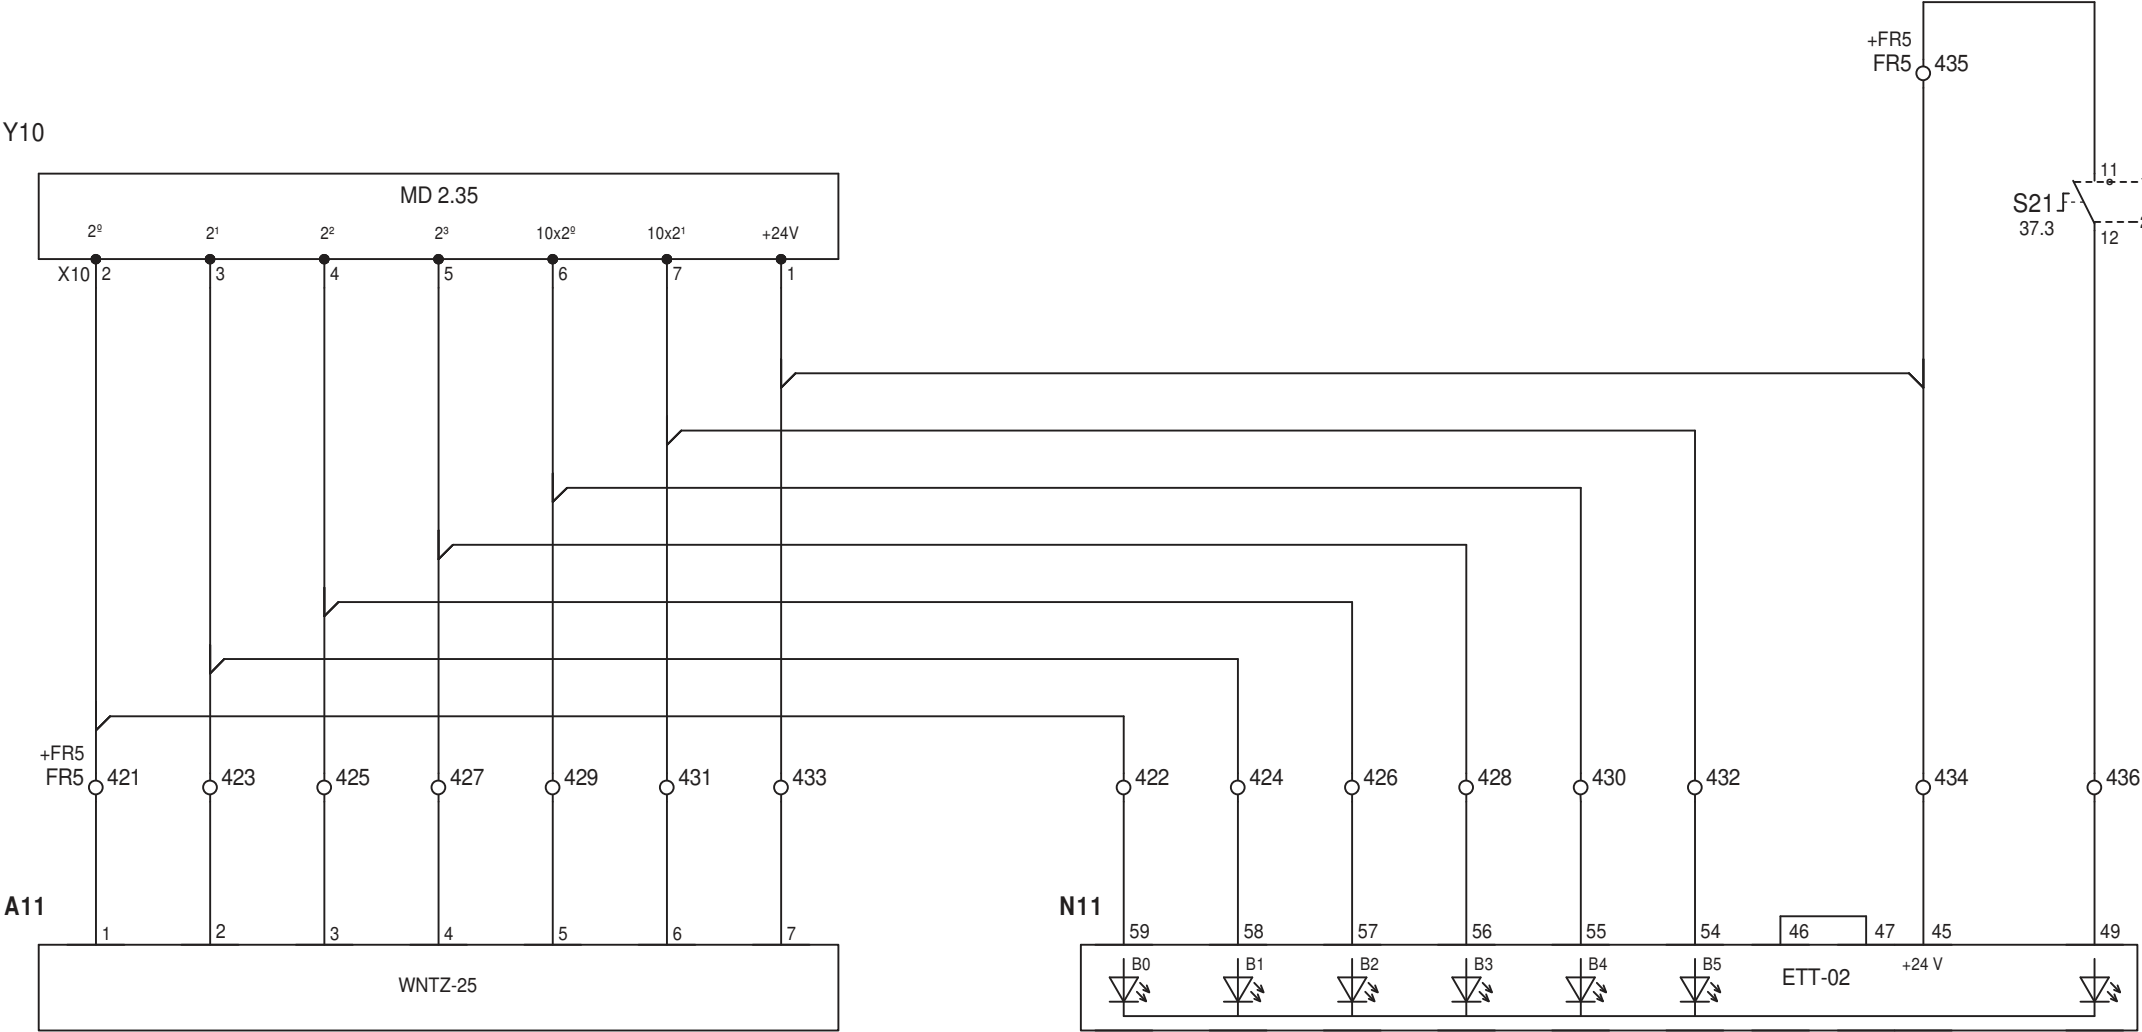 +FR5
FR5 435
Y10
MD 2.35
2º 2¹ 2² 2³ 10x2º 10x2¹ +24V
X10 2 3 4 5 6 7 1
11
S21
37.3
12
+FR5
FR5 421 423 425 427 429 431 433 422 424 426 428 430 432 434 436
A11 N11
1 2 3 4 5 6 7 59 58 57 56 55 54 46 47 45 49
B0 B1 B2 B3 B4 B5 +24 V
WNTZ-25 ETT-02